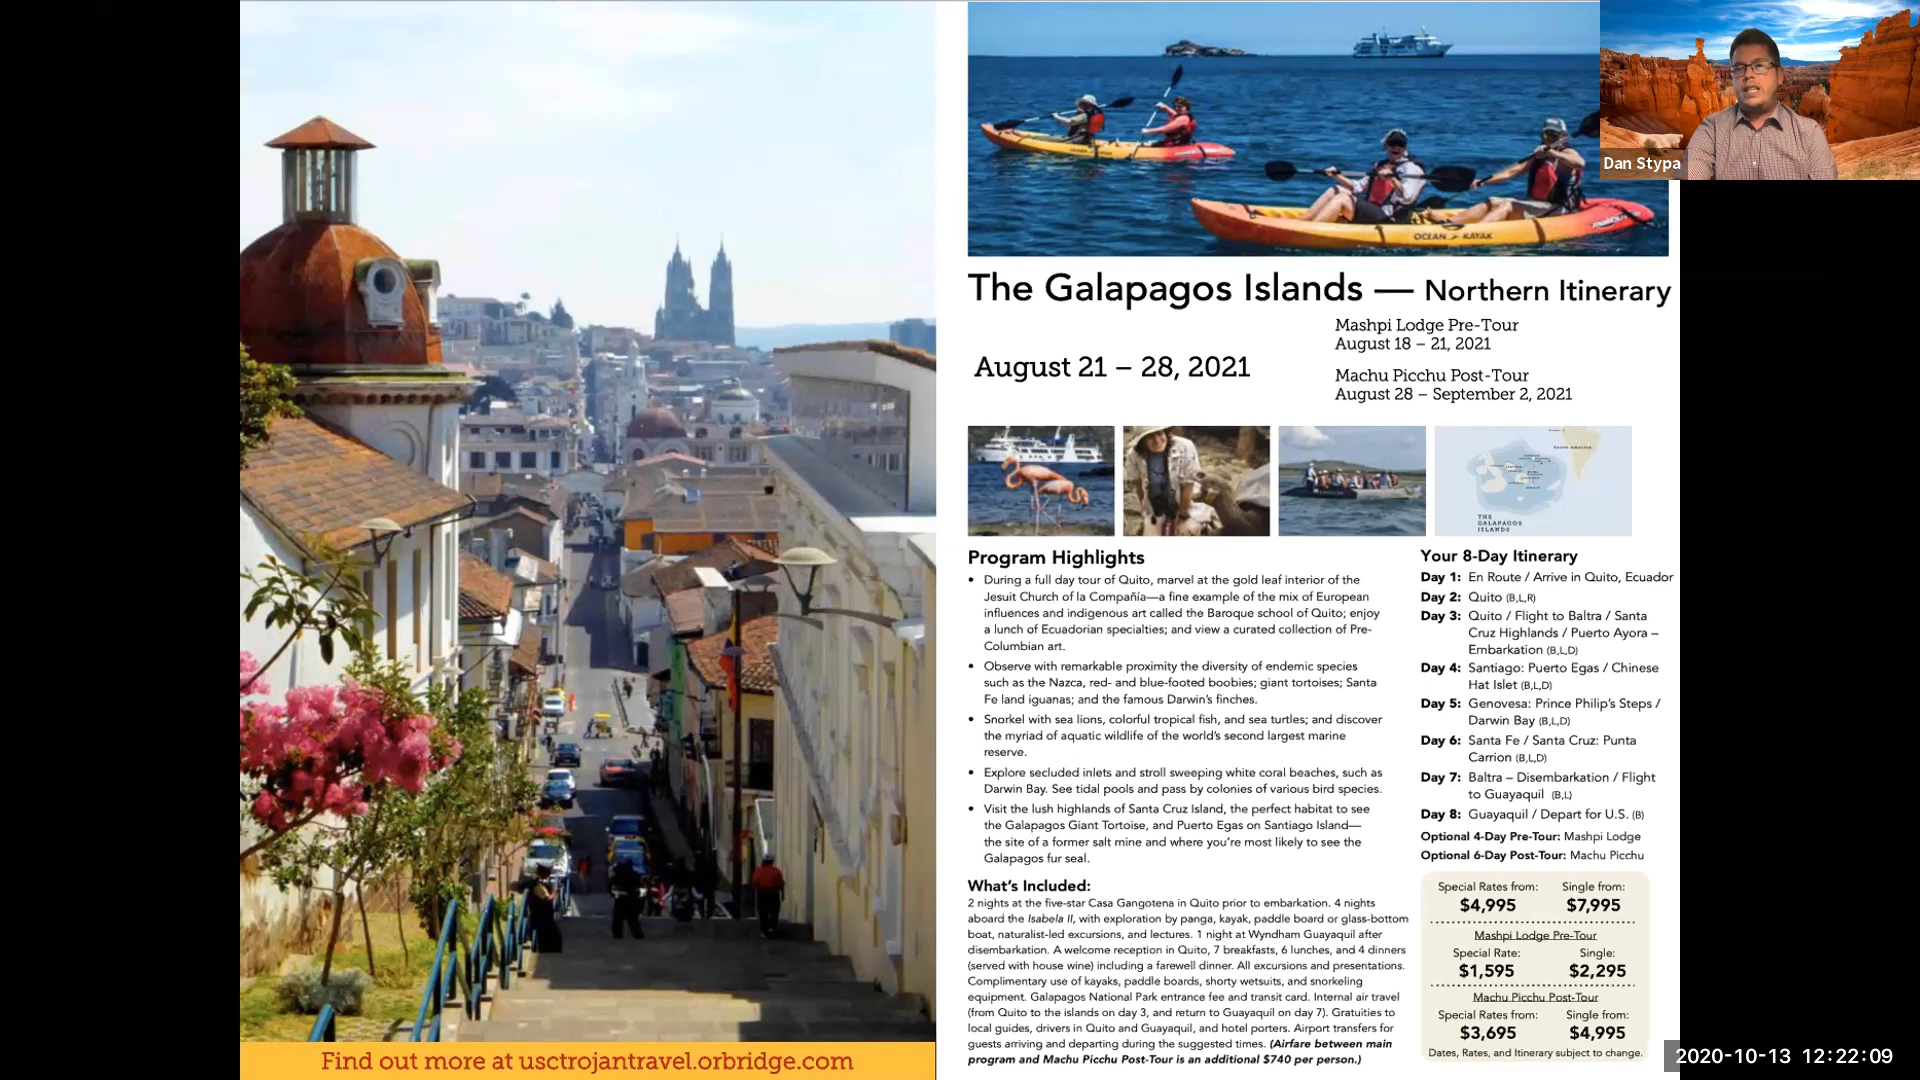 Dan Stypa
OCEAN KAYAK
The Galapagos Islands — Northern Itinerary
August 21 – 28, 2021
Mashpi Lodge Pre-Tour
August 18 – 21, 2021
Machu Picchu Post-Tour
August 28 – September 2, 2021
South America
THE
GALAPAGOS
ISLANDS
Program Highlights
• During a full day tour of Quito, marvel at the gold leaf interior of the
Jesuit Church of la Compañía—a fine example of the mix of European
influences and indigenous art called the Baroque school of Quito; enjoy
a lunch of Ecuadorian specialties; and view a curated collection of Pre-
Columbian art.
• Observe with remarkable proximity the diversity of endemic species
such as the Nazca, red- and blue-footed boobies; giant tortoises; Santa
Fe land iguanas; and the famous Darwin's finches.
• Snorkel with sea lions, colorful tropical fish, and sea turtles; and discover
the myriad of aquatic wildlife of the world's second largest marine
reserve.
• Explore secluded inlets and stroll sweeping white coral beaches, such as
Darwin Bay. See tidal pools and pass by colonies of various bird species.
• Visit the lush highlands of Santa Cruz Island, the perfect habitat to see
the Galapagos Giant Tortoise, and Puerto Egas on Santiago Island—
the site of a former salt mine and where you're most likely to see the
Galapagos fur seal.
What's Included:
2 nights at the five-star Casa Gangotena in Quito prior to embarkation. 4 nights
aboard the Isabela II, with exploration by panga, kayak, paddle board or glass-bottom
boat, naturalist-led excursions, and lectures. 1 night at Wyndham Guayaquil after
disembarkation. A welcome reception in Quito, 7 breakfasts, 6 lunches, and 4 dinners
(served with house wine) including a farewell dinner. All excursions and presentations.
Complimentary use of kayaks, paddle boards, shorty wetsuits, and snorkeling
equipment. Galapagos National Park entrance fee and transit card. Internal air travel
(from Quito to the islands on day 3, and return to Guayaquil on day 7). Gratuities to
local guides, drivers in Quito and Guayaquil, and hotel porters. Airport transfers for
guests arriving and departing during the suggested times. (Airfare between main
program and Machu Picchu Post-Tour is an additional $740 per person.)
Your 8-Day Itinerary
Day 1: En Route / Arrive in Quito, Ecuador
Day 2: Quito (B,L,R)
Day 3: Quito / Flight to Baltra / Santa
Cruz Highlands / Puerto Ayora –
Embarkation (B,L,D)
Day 4: Santiago: Puerto Egas / Chinese
Hat Islet (B,L,D)
Day 5: Genovesa: Prince Philip's Steps /
Darwin Bay (B,L,D)
Day 6: Santa Fe / Santa Cruz: Punta
Carrion (B,L,D)
Day 7: Baltra – Disembarkation / Flight
to Guayaquil (B,L)
Day 8: Guayaquil / Depart for U.S. (B)
Optional 4-Day Pre-Tour: Mashpi Lodge
Optional 6-Day Post-Tour: Machu Picchu
Special Rates from: Single from:
$4,995 $7,995
Mashpi Lodge Pre-Tour
Special Rate: Single:
$1,595 $2,295
Machu Picchu Post-Tour
Special Rates from: Single from:
$3,695 $4,995
Dates, Rates, and Itinerary subject to change.
Find out more at usctrojantravel.orbridge.com
2020-10-13 12:22:09